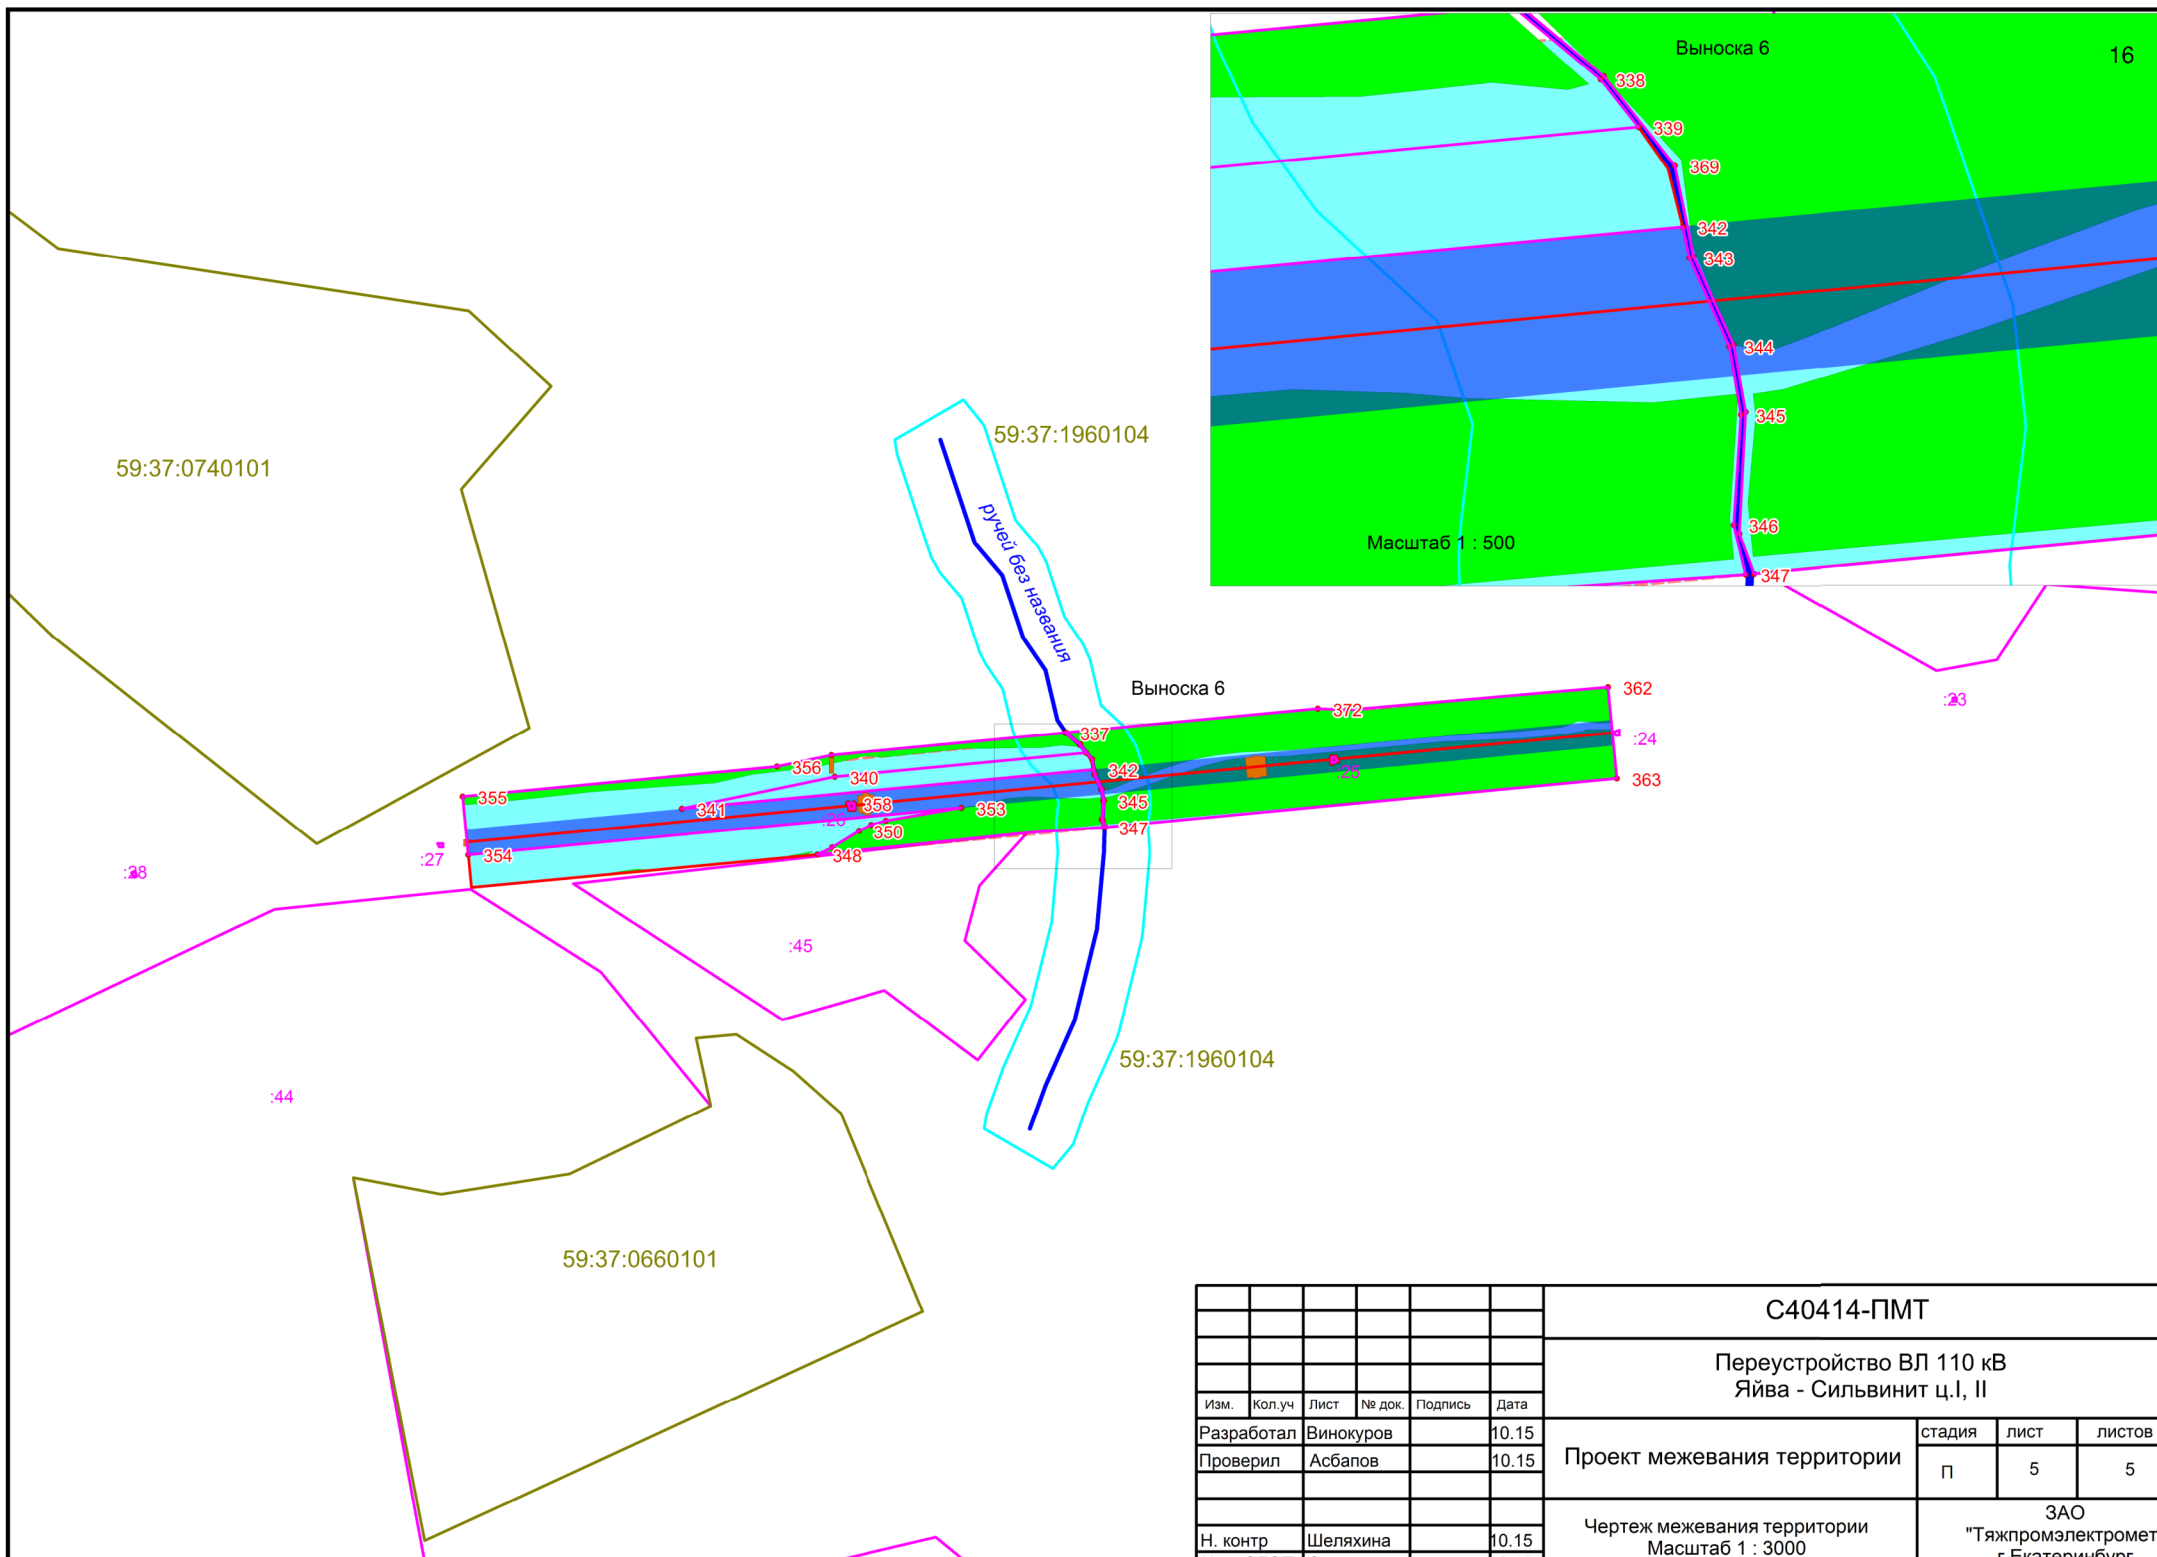 Выноска 6
16
338
339
369
342
343
344
345
346
347
Масштаб 1 : 500
59:37:0740101
59:37:1960104
ручей без названия
Выноска 6
362
:23
372
337
:24
356
340
342
:25
363
355
341
358
353
345
:26
350
347
:27
354
348
:28
:45
59:37:1960104
:44
59:37:0660101
С40414-ПМТ
Переустройство ВЛ 110 кВ
Яйва - Сильвинит ц.I, II
Изм. Кол.уч Лист № док. Подпись Дата
Разработал Винокуров 10.15
Проверил Асбапов 10.15
Н. контр Шеляхина 10.15
Проект межевания территории
стадия лист листов
П 5 5
Чертеж межевания территории
Масштаб 1 : 3000
ЗАО
"Тяжпромэлектромет
г.Екатеринбург